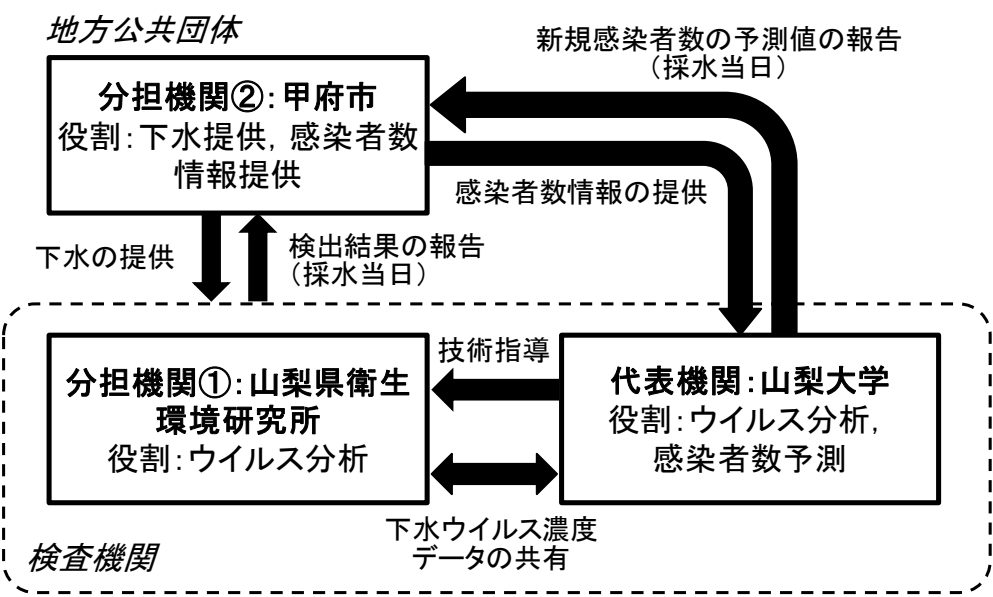 地方公共団体
新規感染者数の予測値の報告
（採水当日）
分担機関②：甲府市
役割：下水提供，感染者数
情報提供
感染者数情報の提供
下水の提供
検出結果の報告
（採水当日）
分担機関①：山梨県衛生
環境研究所
役割：ウイルス分析
技術指導
代表機関：山梨大学
役割：ウイルス分析，
感染者数予測
下水ウイルス濃度
データの共有
検査機関